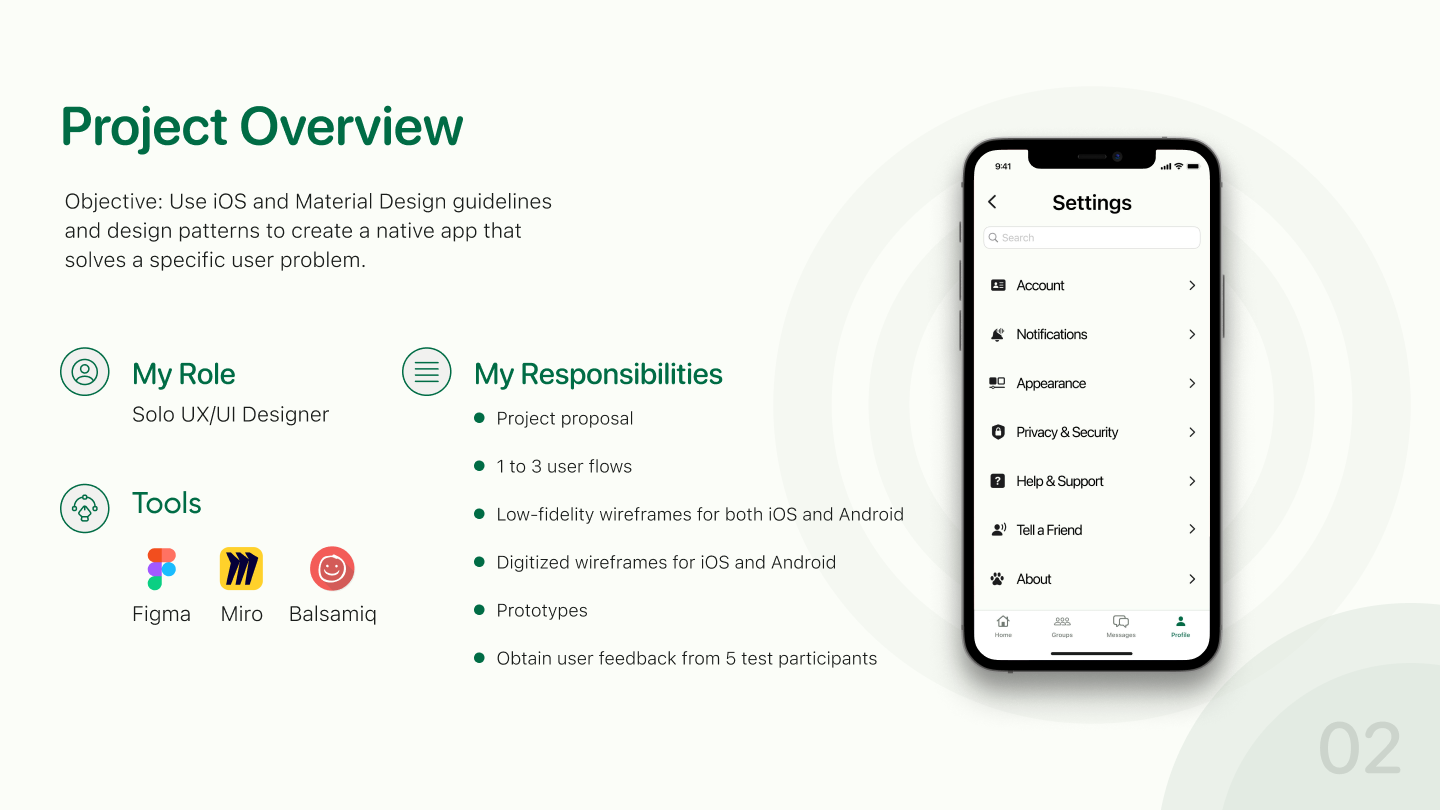 Project Overview
Objective: Use iOS and Material Design guidelines
and design patterns to create a native app that
solves a specific user problem.
My Role
Solo UX/UI Designer
Tools
Figma
Miro
Balsamiq
My Responsibilities
Project proposal
1 to 3 user flows
Low-fidelity wireframes for both iOS and Android
Digitized wireframes for iOS and Android
Prototypes
Obtain user feedback from 5 test participants
9:41
Settings
Search
Account
Notifications
Appearance
Privacy & Security
Help & Support
Tell a Friend
About
Home
Groups
Messages
Profile
02